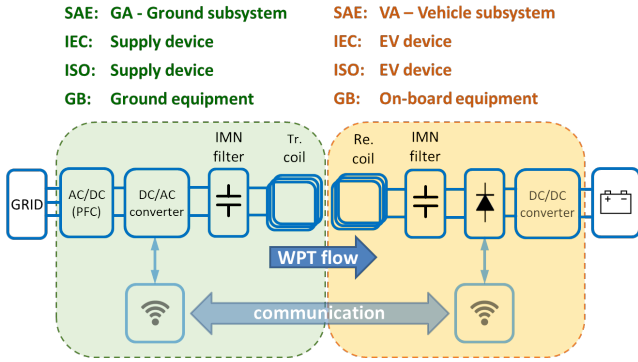 SAE: GA - Ground subsystem
IEC: Supply device
ISO: Supply device
GB: Ground equipment
SAE: VA – Vehicle subsystem
IEC: EV device
ISO: EV device
GB: On-board equipment
IMN
filter
Tr.
coil
Re.
coil
IMN
filter
GRID
AC/DC
(PFC)
DC/AC
converter
DC/DC
converter
WPT flow
communication